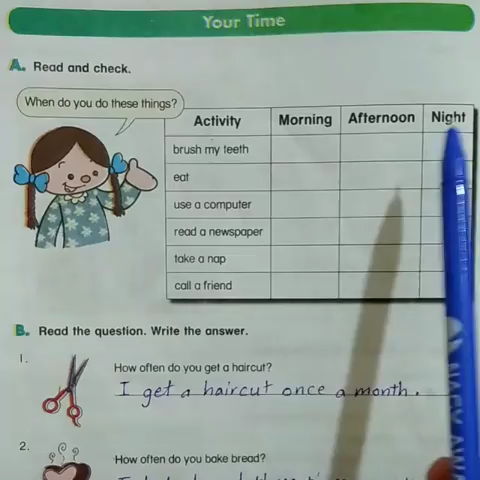 Your Time
A. Read and check.
When do you do these things?
Activity Morning Afternoon Night
brush my teeth
eat
use a computer
read a newspaper
take a nap
call a friend
B. Read the question. Write the answer.
1.
How often do you get a haircut?
I get a haircut once a month.
2.
How often do you bake bread?